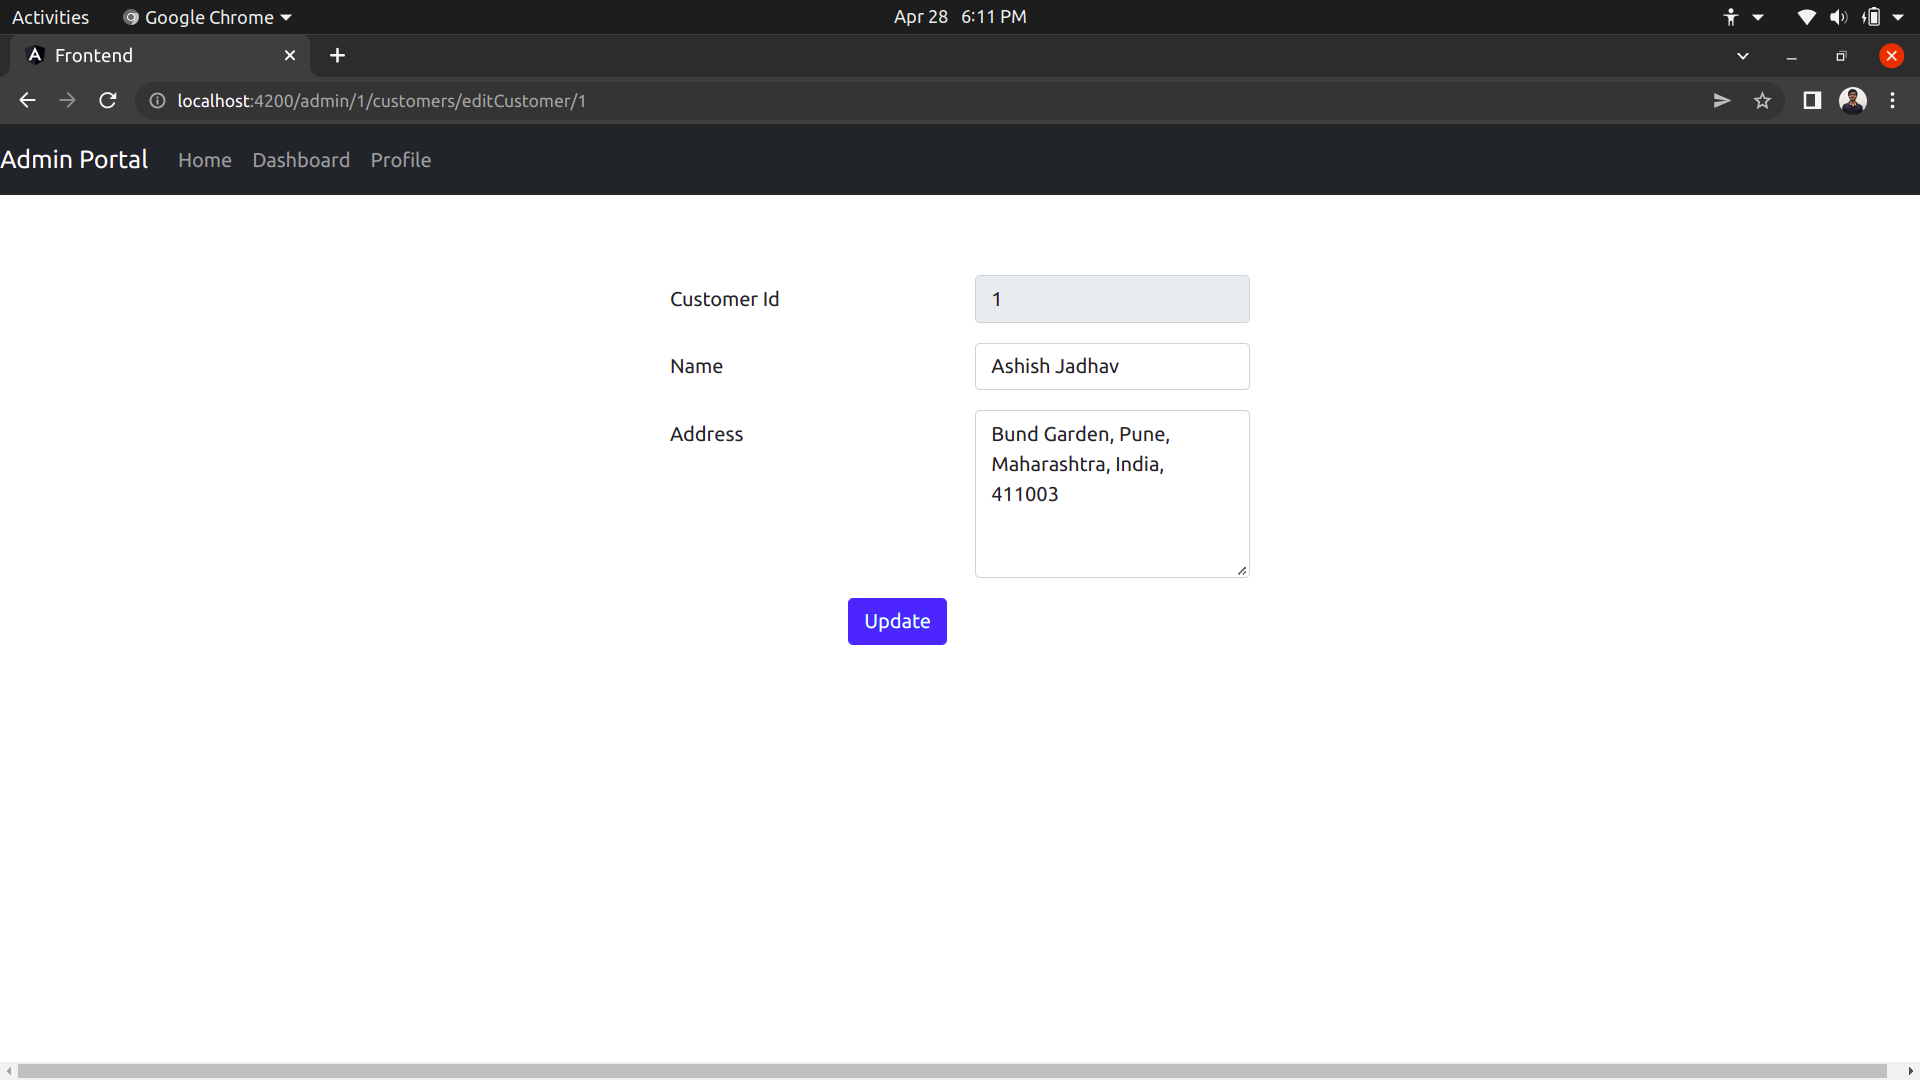 Activities Google Chrome Apr 28 6:11 PM
Frontend
localhost:4200/admin/1/customers/editCustomer/1
Admin Portal Home Dashboard Profile
Customer Id 1
Name Ashish Jadhav
Address Bund Garden, Pune,
Maharashtra, India,
411003
Update